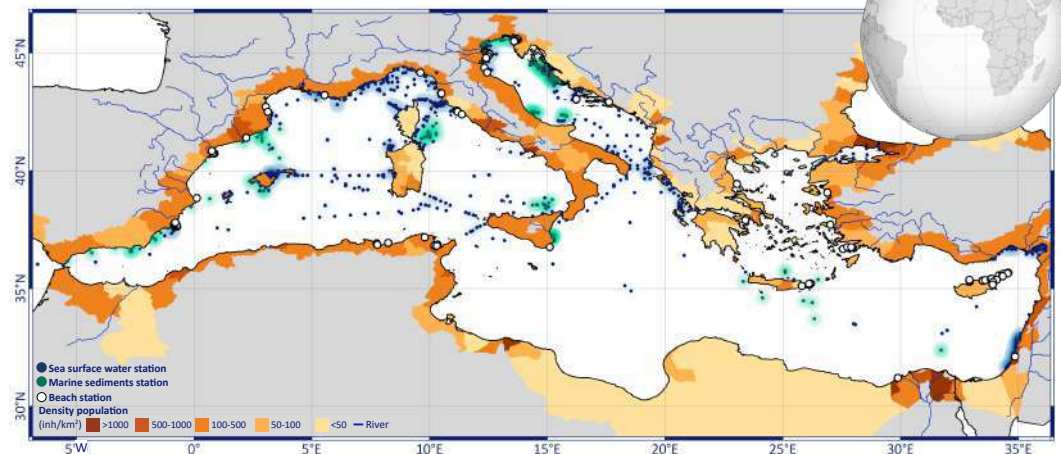 45°N
40°N
35°N
30°N
Sea surface water station
Marine sediments station
Beach station
Density population
(inh/km²) >1000 500-1000 100-500 50-100 <50 River
5°W 0° 5°E 10°E 15°E 20°E 25°E 30°E 35°E